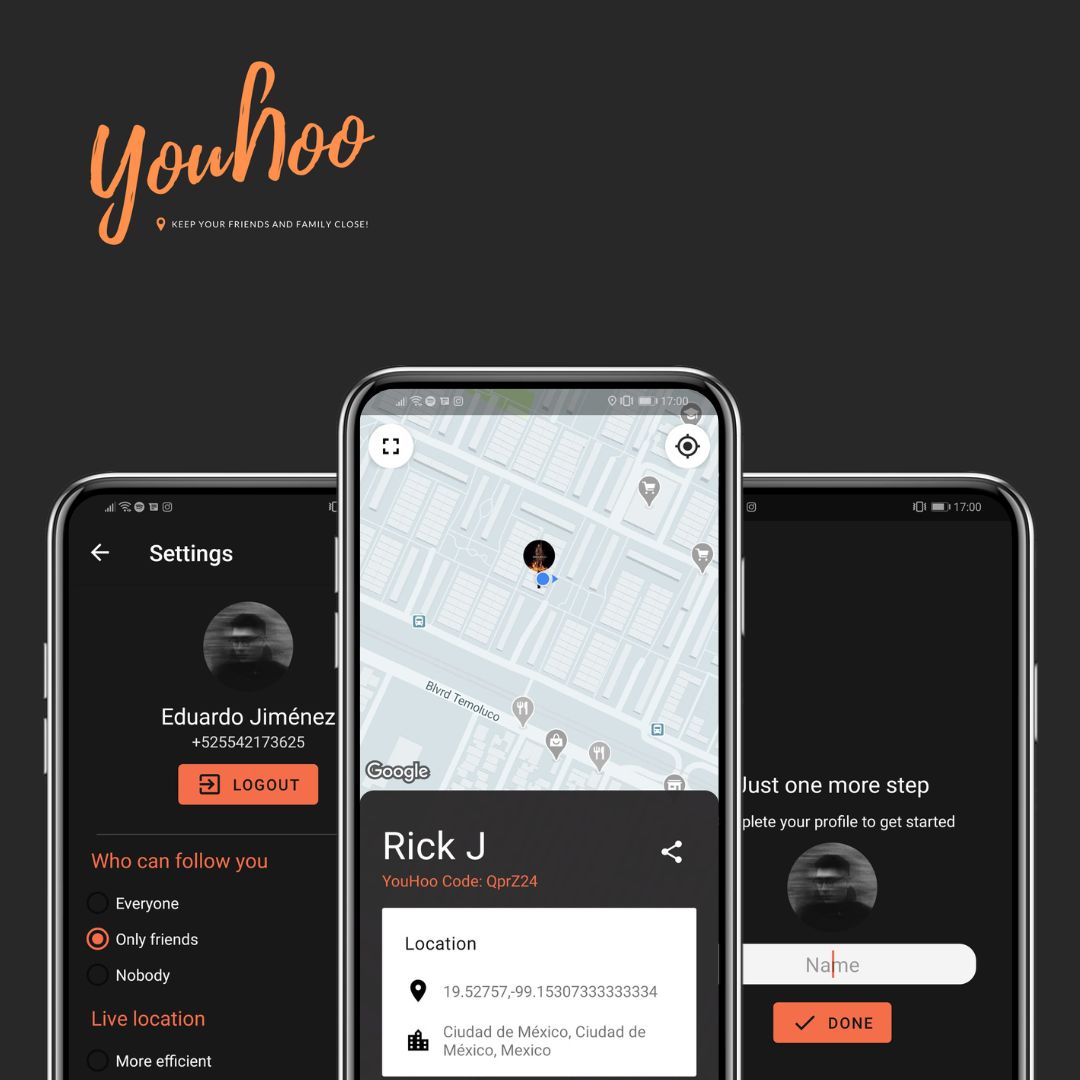 Youhoo
KEEP YOUR FRIENDS AND FAMILY CLOSE!
Settings
Eduardo Jiménez
+525542173625
LOGOUT
Who can follow you
Everyone
Only friends
Nobody
Live location
More efficient
17:00
Blvrd Temoluco
Google
Rick J
YouHoo Code: QprZ24
Location
19.52757,-99.15307333333334
Ciudad de México, Ciudad de
México, Mexico
17:00
Just one more step
plete your profile to get started
Name
DONE